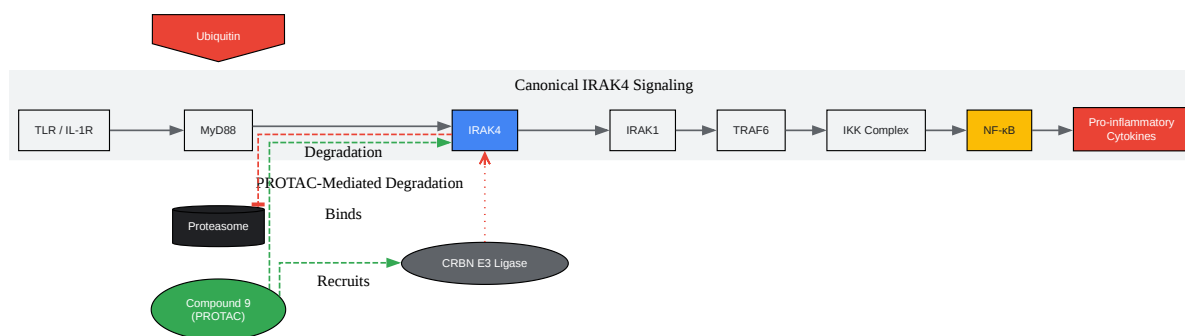 Ubiquitin
Canonical IRAK4 Signaling
TLR / IL-1R
MyD88
IRAK4
IRAK1
TRAF6
IKK Complex
NF-κB
Pro-inflammatory
Cytokines
Degradation
PROTAC-Mediated Degradation
Binds
Proteasome
CRBN E3 Ligase
Recruits
Compound 9
(PROTAC)